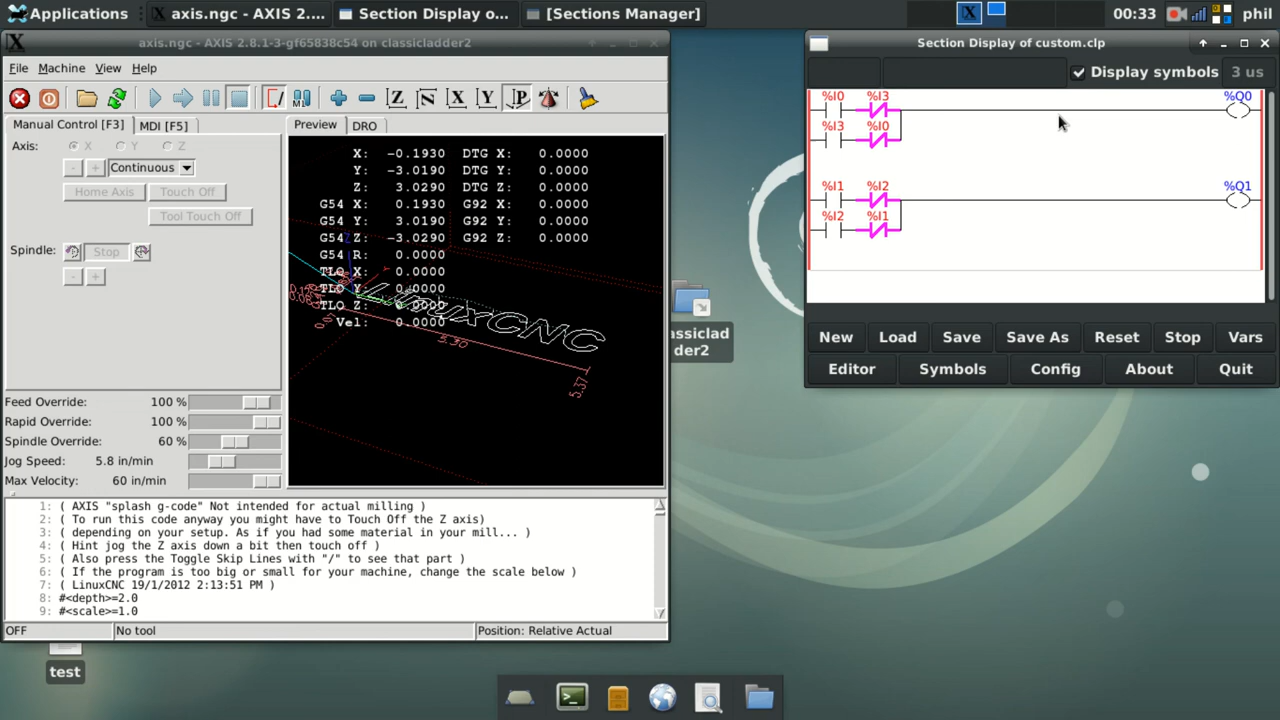 Applications
axis.ngc - AXIS 2....
Section Display o...
[Sections Manager]
00:33
phil
axis.ngc - AXIS 2.8.1-3-gf65838c54 on classicladder2
File Machine View Help
Manual Control [F3]
MDI [F5]
Axis: X Y Z
- + Continuous
Home Axis Touch Off
Tool Touch Off
Spindle: Stop
- +
Preview DRO
X: -0.1930 DTG X: 0.0000
Y: -3.0190 DTG Y: 0.0000
Z: 3.0290 DTG Z: 0.0000
G54 X: 0.1930 G92 X: 0.0000
G54 Y: 3.0190 G92 Y: 0.0000
G54 Z: -3.0290 G92 Z: 0.0000
G54 R: 0.0000
TLO X: 0.0000
TLO Y: 0.0000
TLO Z: 0.0000
Vel: 0.0000
LinuxCNC
5.30
5.37
Feed Override: 100 %
Rapid Override: 100 %
Spindle Override: 60 %
Jog Speed: 5.8 in/min
Max Velocity: 60 in/min
1: ( AXIS "splash g-code" Not intended for actual milling )
2: ( To run this code anyway you might have to Touch Off the Z axis)
3: ( depending on your setup. As if you had some material in your mill... )
4: ( Hint jog the Z axis down a bit then touch off )
5: ( Also press the Toggle Skip Lines with "/" to see that part )
6: ( If the program is too big or small for your machine, change the scale below )
7: ( LinuxCNC 19/1/2012 2:13:51 PM )
8: #<depth>=2.0
9: #<scale>=1.0
OFF No tool Position: Relative Actual
Section Display of custom.clp
Display symbols 3 us
%I0 %I3 %Q0
%I3 %I0
%I1 %I2 %Q1
%I2 %I1
New Load Save Save As Reset Stop Vars
Editor Symbols Config About Quit
assiclad
der2
test